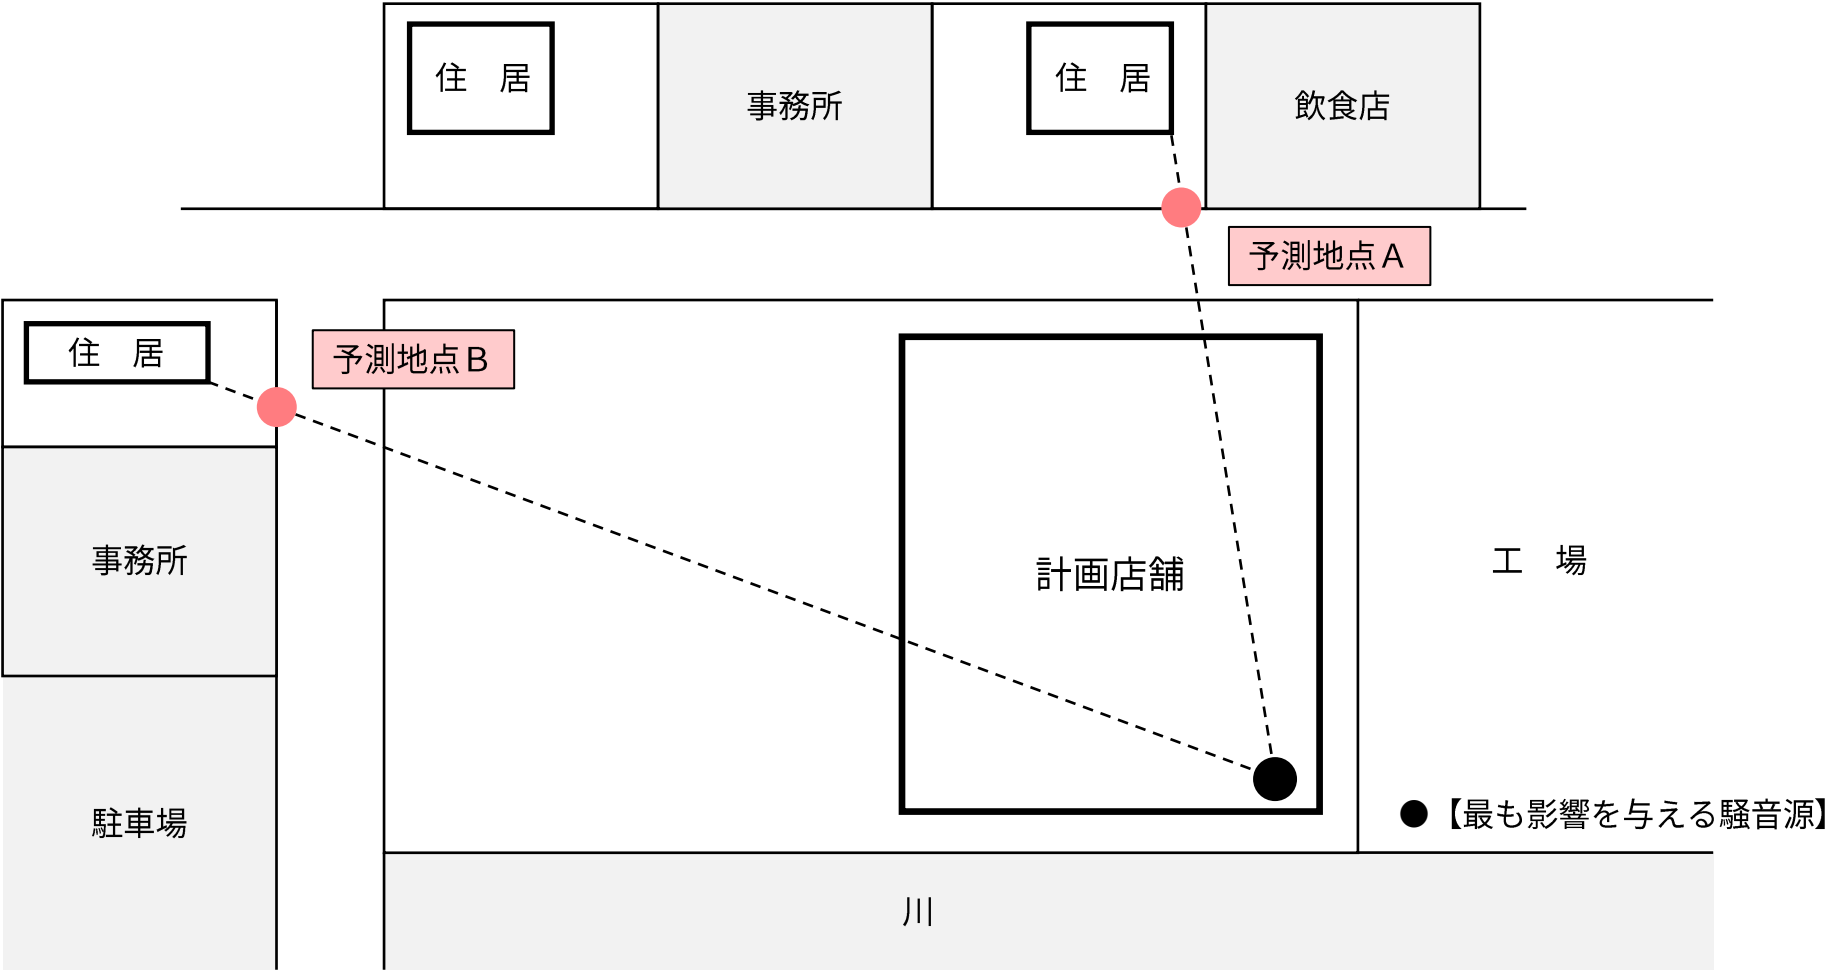 住　居
事務所
住　居
飲食店
予測地点A
住　居
予測地点B
事務所
計画店舗
工　場
駐車場
●【最も影響を与える騒音源】
川